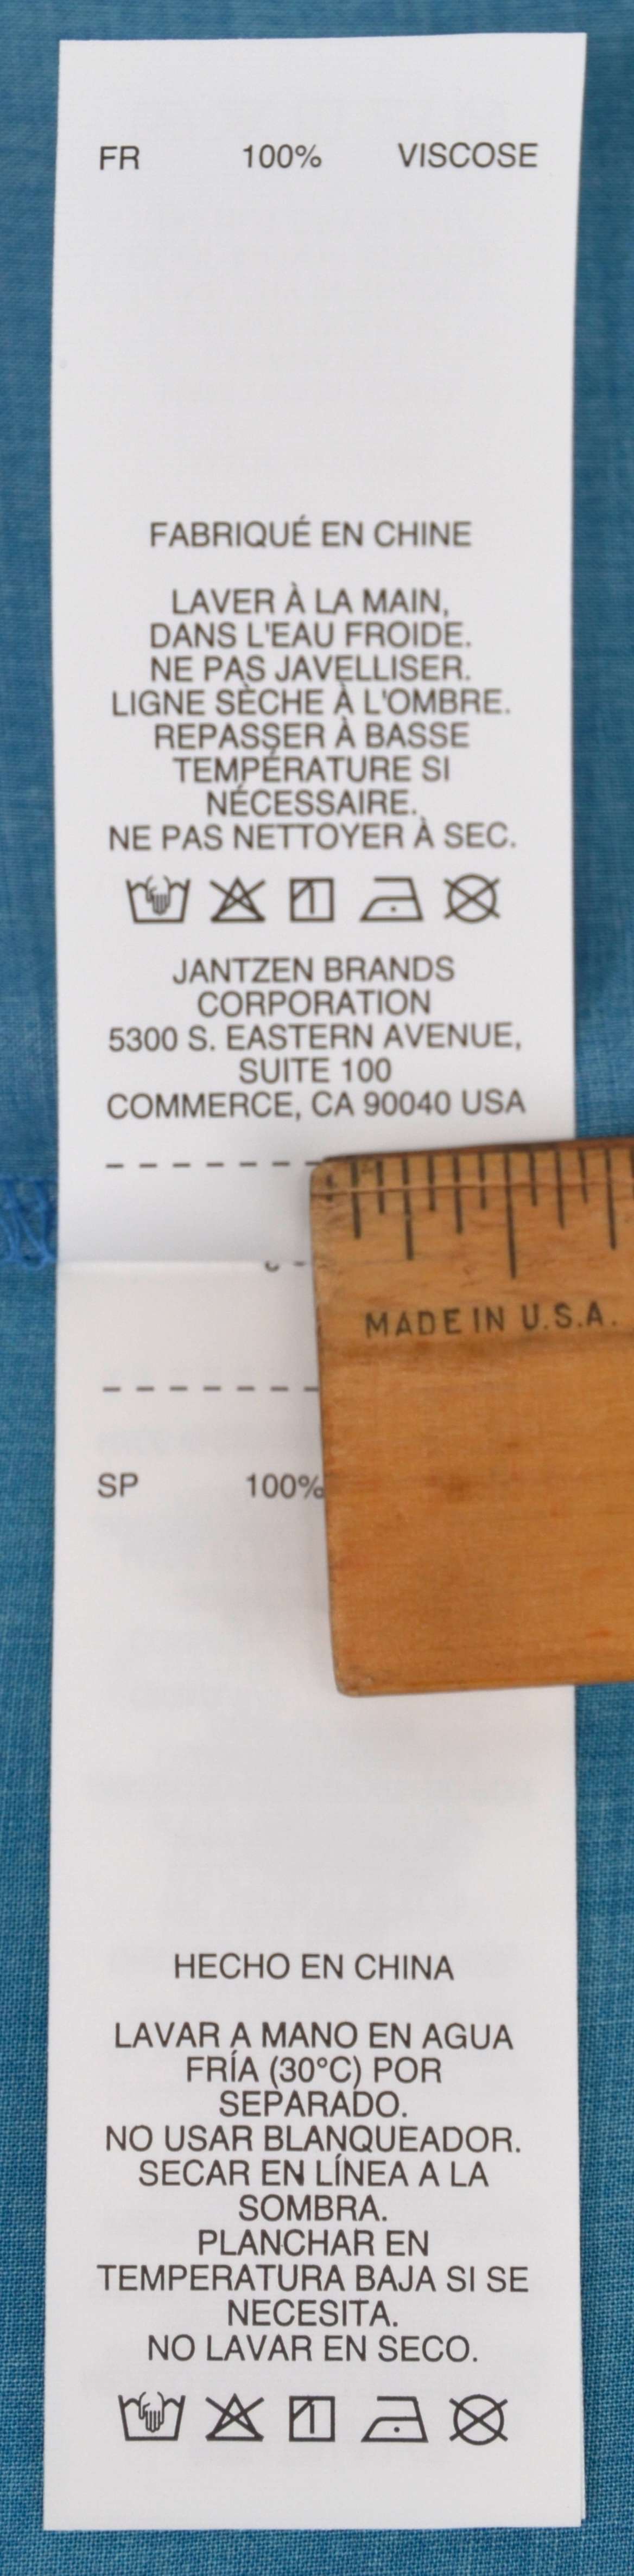 FR 100% VISCOSE
FABRIQUÉ EN CHINE
LAVER À LA MAIN,
DANS L'EAU FROIDE.
NE PAS JAVELLISER.
LIGNE SÈCHE À L'OMBRE.
REPASSER À BASSE
TEMPÉRATURE SI
NÉCESSAIRE.
NE PAS NETTOYER À SEC.
JANTZEN BRANDS
CORPORATION
5300 S. EASTERN AVENUE,
SUITE 100
COMMERCE, CA 90040 USA
MADE IN U.S.A.
SP 100%
HECHO EN CHINA
LAVAR A MANO EN AGUA
FRÍA (30°C) POR
SEPARADO.
NO USAR BLANQUEADOR.
SECAR EN LÍNEA A LA
SOMBRA.
PLANCHAR EN
TEMPERATURA BAJA SI SE
NECESITA.
NO LAVAR EN SECO.